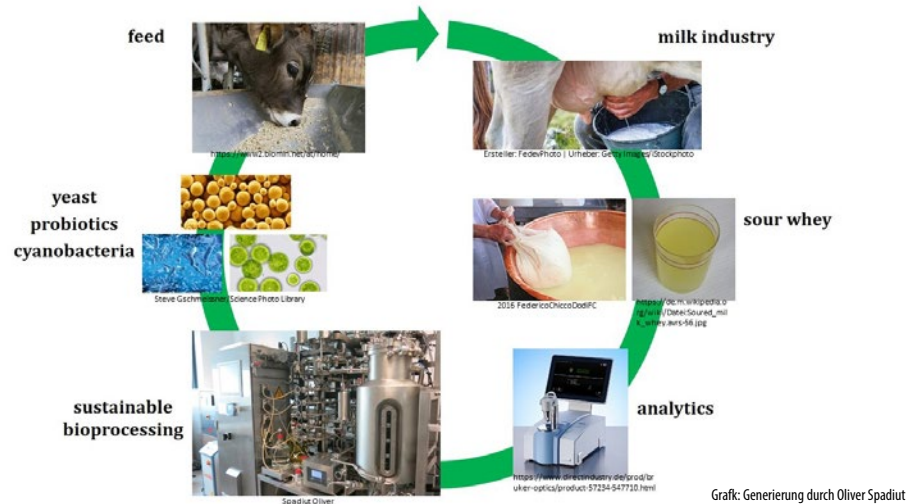 feed
milk industry
https://www2.biomin.net/at/home/
Ersteller: FedevPhoto | Urheber: Getty Images/iStockphoto
yeast
probiotics
cyanobacteria
sour whey
Steve Gschmeissner/Science Photo Library
2016 FedericoChiccoDodiFC
https://de.m.wikipedia.o
rg/wiki/Datei:Soured_mil
k_whey.avrs-56.jpg
sustainable
bioprocessing
analytics
https://www.directindustry.de/prod/br
uker-optics/product-57234-547710.html
Spadiut Oliver
Grafik: Generierung durch Oliver Spadiut